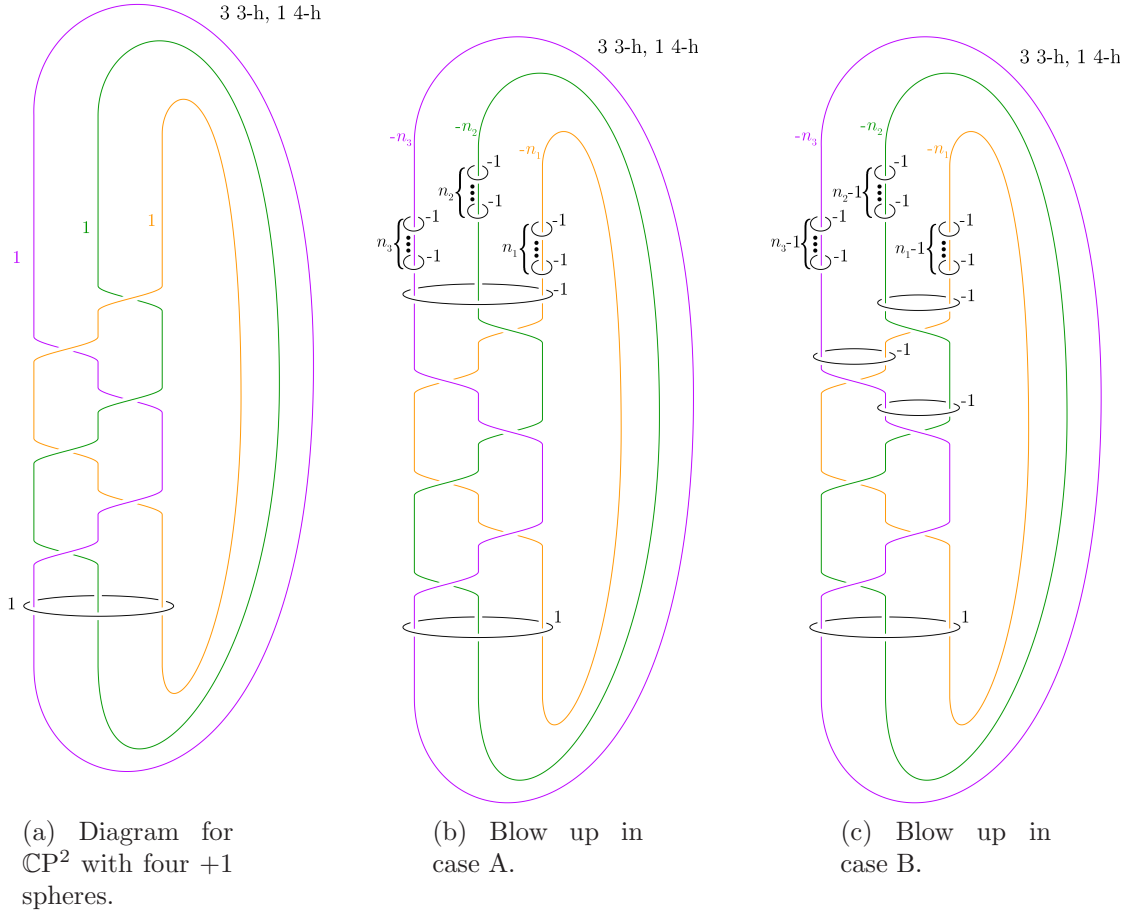 3 3-h, 1 4-h
1
1
1
1
(a) Diagram for
ℂP² with four +1
spheres.
3 3-h, 1 4-h
-n₃
-n₂
-n₁
n₂
-1
-1
n₃
-1
-1
n₁
-1
-1
-1
1
(b) Blow up in
case A.
3 3-h, 1 4-h
-n₃
-n₂
-n₁
n₂-1
-1
-1
n₃-1
-1
-1
n₁-1
-1
-1
-1
-1
-1
1
(c) Blow up in
case B.